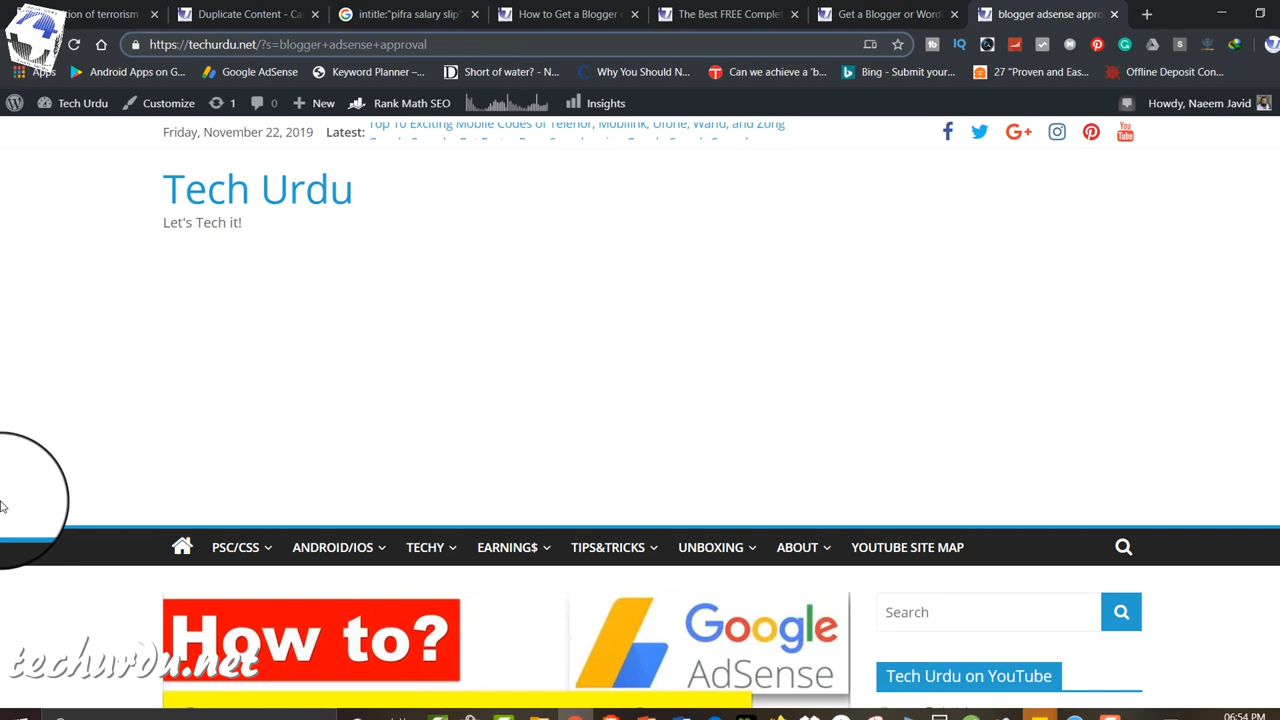 ion of terrorism
Duplicate Content - Ca
intitle:"pifra salary sli
How to Get a Blogger o
The Best FREE Complet
Get a Blogger or Word
blogger adsense appro
https://techurdu.net/?s=blogger+adsense+approval
Apps
Android Apps on G...
Google AdSense
Keyword Planner –...
Short of water? - N...
Why You Should N...
Can we achieve a 'b...
Bing - Submit your...
27 "Proven and Eas...
Offline Deposit Con...
Tech Urdu
Customize
1
0
New
Rank Math SEO
Insights
Howdy, Naeem Javid
Friday, November 22, 2019
Latest:
Top 10 Exciting Mobile Codes of Telenor, Mobilink, Ufone, Warid, and Zong
Tech Urdu
Let's Tech it!
PSC/CSS
ANDROID/IOS
TECHY
EARNING$
TIPS&TRICKS
UNBOXING
ABOUT
YOUTUBE SITE MAP
How to?
Google
AdSense
Search
Tech Urdu on YouTube
techurdu.net
06:54 PM